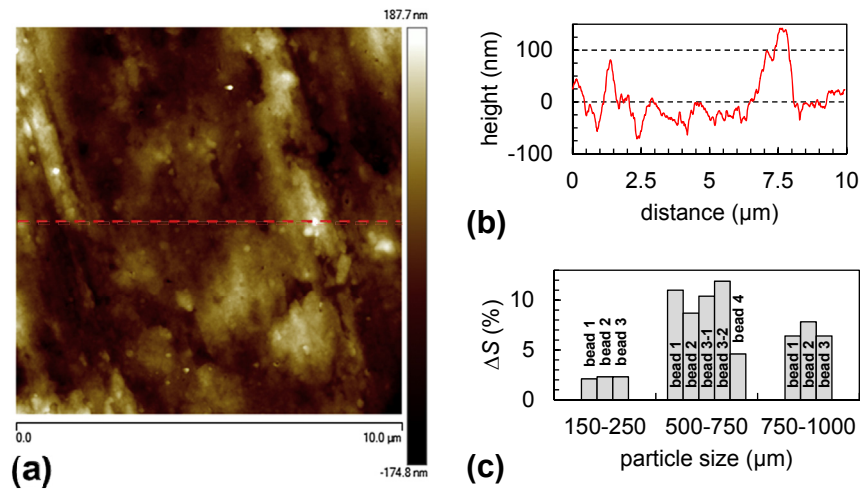 187.7 nm
0.0
10.0 µm
-174.8 nm
(a)
height (nm)
100
0
-100
0
2.5
5
7.5
10
distance (µm)
(b)
ΔS (%)
10
5
0
bead 1
bead 2
bead 3
bead 1
bead 2
bead 3-1
bead 3-2
bead 4
bead 1
bead 2
bead 3
150-250
500-750
750-1000
particle size (µm)
(c)